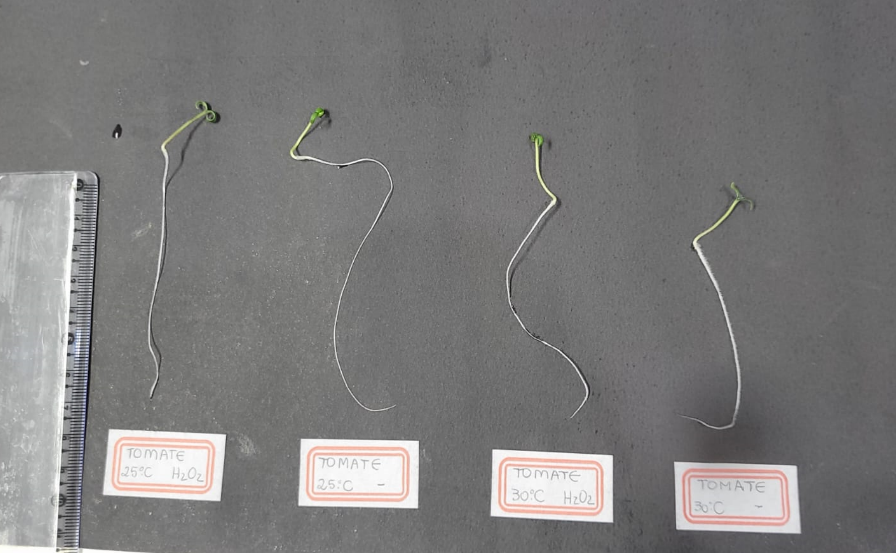 TOMATE
25°C H₂O₂
TOMATE
25°C -
TOMATE
30°C H₂O₂
TOMATE
30°C -